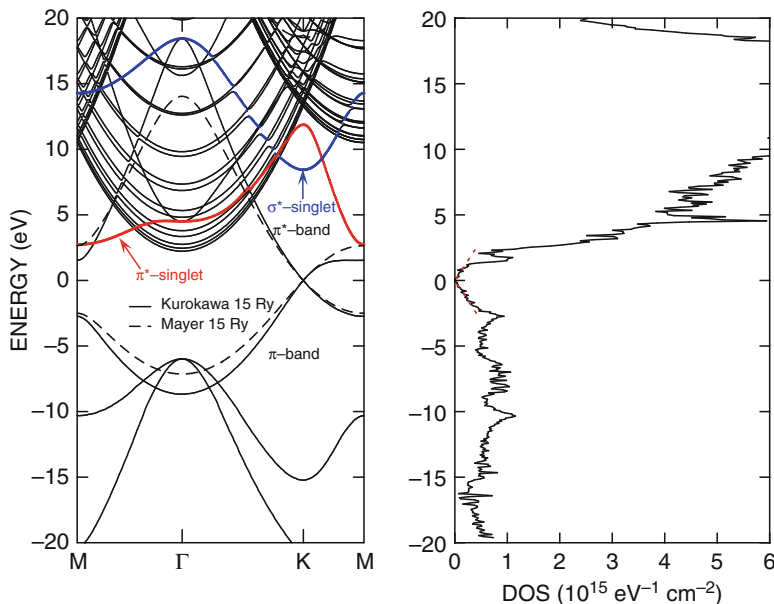 20
15
10
5
0
−5
−10
−15
−20
ENERGY (eV)
σ*–singlet
π*–band
π*–singlet
Kurokawa 15 Ry
Mayer 15 Ry
π–band
M
Γ
K
M
20
15
10
5
0
−5
−10
−15
−20
0
1
2
3
4
5
6
DOS (10¹⁵ eV⁻¹ cm⁻²)